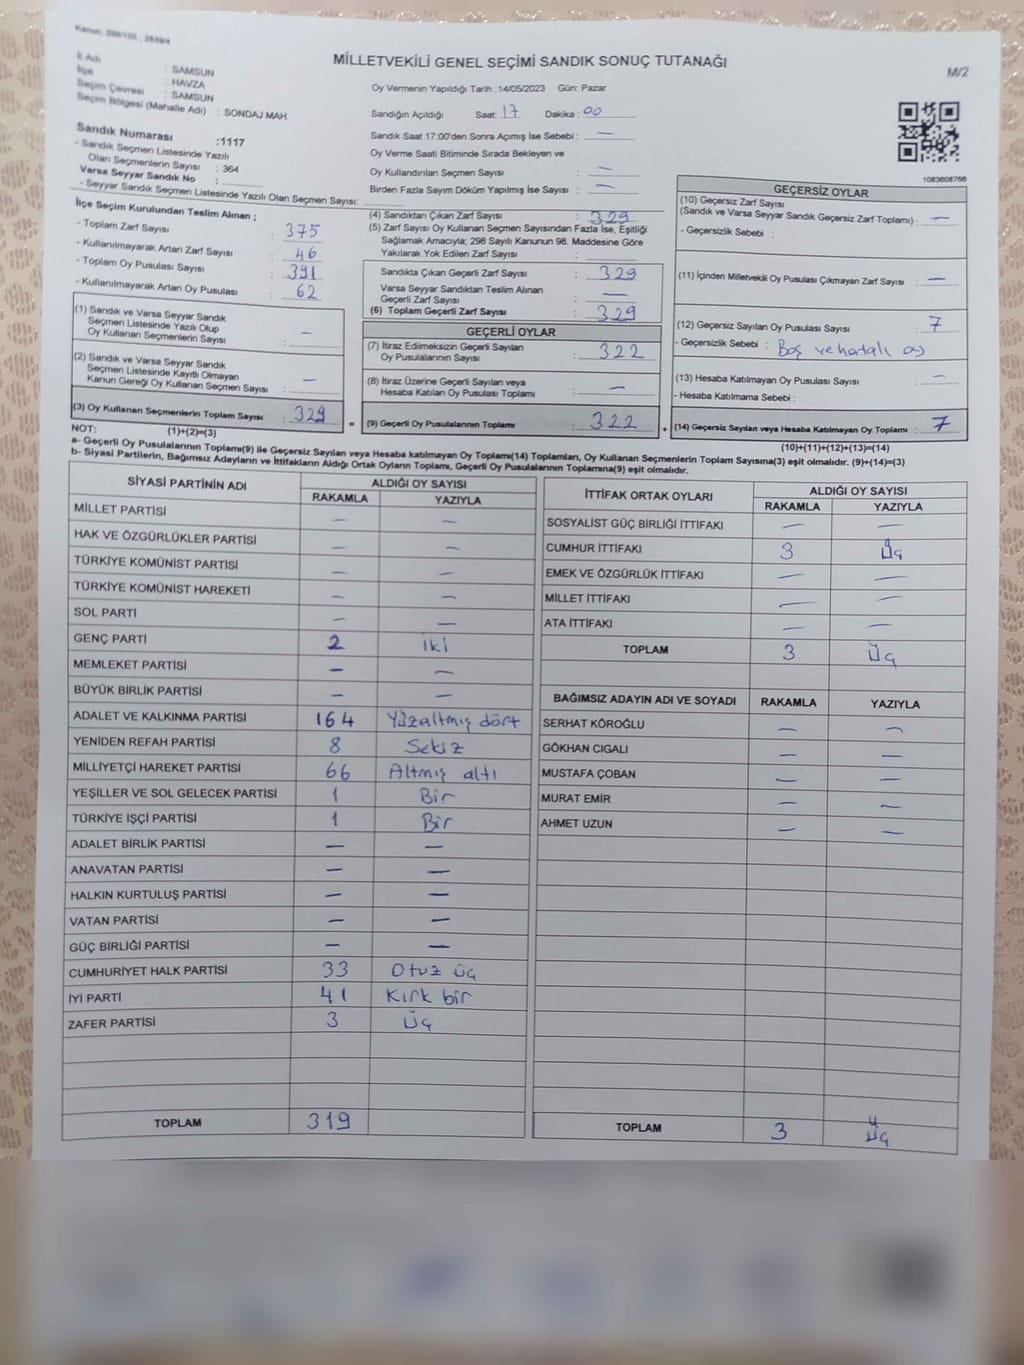 Kanun: 298/105 , 2839/4
MİLLETVEKİLİ GENEL SEÇİMİ SANDIK SONUÇ TUTANAĞI
M/2
İl Adı : SAMSUN
İlçe : HAVZA
Seçim Çevresi : SAMSUN
Seçim Bölgesi (Mahalle Adı) : SONDAJ MAH.
Sandık Numarası :1117
- Sandık Seçmen Listesinde Yazılı
Olan Seçmenlerin Sayısı : 364
Varsa Seyyar Sandık No :
- Seyyar Sandık Seçmen Listesinde Yazılı Olan Seçmen Sayısı:
Oy Vermenin Yapıldığı Tarih :14/05/2023 Gün: Pazar
Sandığın Açıldığı Saat: 17 Dakika : 00
Sandık Saat 17:00'den Sonra Açımış İse Sebebi : —
Oy Verme Saati Bitiminde Sırada Bekleyen ve
Oy Kullandırılan Seçmen Sayısı : —
Birden Fazla Sayım Döküm Yapılmış İse Sayısı : —
1083608766
İlçe Seçim Kurulundan Teslim Alınan ;
- Toplam Zarf Sayısı : 375
- Kullanılmayarak Artan Zarf Sayısı : 46
- Toplam Oy Pusulası Sayısı : 391
- Kullanılmayarak Artan Oy Pusulası : 62
(1) Sandık ve Varsa Seyyar Sandık
Seçmen Listesinde Yazılı Olup
Oy Kullanan Seçmenlerin Sayısı : —
(2) Sandık ve Varsa Seyyar Sandık
Seçmen Listesinde Kayıtlı Olmayan
Kanun Gereği Oy Kullanan Seçmen Sayısı : —
(3) Oy Kullanan Seçmenlerin Toplam Sayısı : 329
(4) Sandıktan Çıkan Zarf Sayısı : 329
(5) Zarf Sayısı Oy Kullanan Seçmen Sayısından Fazla İse, Eşitliği
Sağlamak Amacıyla; 298 Sayılı Kanunun 98. Maddesine Göre
Yakılarak Yok Edilen Zarf Sayısı :
Sandıkta Çıkan Geçerli Zarf Sayısı : 329
Varsa Seyyar Sandıktan Teslim Alınan
Geçerli Zarf Sayısı : —
(6) Toplam Geçerli Zarf Sayısı : 329
GEÇERLİ OYLAR
(7) İtiraz Edilmeksizin Geçerli Sayılan
Oy Pusulalarının Sayısı : 322
(8) İtiraz Üzerine Geçerli Sayılan veya
Hesaba Katılan Oy Pusulası Toplamı : —
= (9) Geçerli Oy Pusulalarının Toplamı : 322
GEÇERSİZ OYLAR
(10) Geçersiz Zarf Sayısı
(Sandık ve Varsa Seyyar Sandık Geçersiz Zarf Toplamı) : —
- Geçersizlik Sebebi :
(11) İçinden Milletvekili Oy Pusulası Çıkmayan Zarf Sayısı : —
(12) Geçersiz Sayılan Oy Pusulası Sayısı : 7
- Geçersizlik Sebebi : Boş ve hatalı oy
(13) Hesaba Katılmayan Oy Pusulası Sayısı : —
- Hesaba Katılmama Sebebi :
+ (14) Geçersiz Sayılan veya Hesaba Katılmayan Oy Toplamı : 7
NOT: (1)+(2)=(3)
(10)+(11)+(12)+(13)=(14)
a- Geçerli Oy Pusulalarının Toplamı(9) ile Geçersiz Sayılan veya Hesaba katılmayan Oy Toplamı(14) Toplamları, Oy Kullanan Seçmenlerin Toplam Sayısına(3) eşit olmalıdır. (9)+(14)=(3)
b- Siyasi Partilerin, Bağımsız Adayların ve İttifakların Aldığı Ortak Oyların Toplamı, Geçerli Oy Pusulalarının Toplamına(9) eşit olmalıdır.
SİYASİ PARTİNİN ADI ALDIĞI OY SAYISI
RAKAMLA YAZIYLA
MİLLET PARTİSİ — —
HAK VE ÖZGÜRLÜKLER PARTİSİ — —
TÜRKİYE KOMÜNİST PARTİSİ — —
TÜRKİYE KOMÜNİST HAREKETİ — —
SOL PARTİ — —
GENÇ PARTİ 2 iki
MEMLEKET PARTİSİ — —
BÜYÜK BİRLİK PARTİSİ — —
ADALET VE KALKINMA PARTİSİ 164 Yüzaltmış dört
YENİDEN REFAH PARTİSİ 8 Sekiz
MİLLİYETÇİ HAREKET PARTİSİ 66 Altmış altı
YEŞİLLER VE SOL GELECEK PARTİSİ 1 Bir
TÜRKİYE İŞÇİ PARTİSİ 1 Bir
ADALET BİRLİK PARTİSİ — —
ANAVATAN PARTİSİ — —
HALKIN KURTULUŞ PARTİSİ — —
VATAN PARTİSİ — —
GÜÇ BİRLİĞİ PARTİSİ — —
CUMHURİYET HALK PARTİSİ 33 Otuz üç
İYİ PARTİ 41 Kırk bir
ZAFER PARTİSİ 3 üç
TOPLAM 319
İTTİFAK ORTAK OYLARI ALDIĞI OY SAYISI
RAKAMLA YAZIYLA
SOSYALİST GÜÇ BİRLİĞİ İTTİFAKI — —
CUMHUR İTTİFAKI 3 Üç
EMEK VE ÖZGÜRLÜK İTTİFAKI — —
MİLLET İTTİFAKI — —
ATA İTTİFAKI — —
TOPLAM 3 Üç
BAĞIMSIZ ADAYIN ADI VE SOYADI RAKAMLA YAZIYLA
SERHAT KÖROĞLU — —
GÖKHAN CIGALI — —
MUSTAFA ÇOBAN — —
MURAT EMİR — —
AHMET UZUN — —
TOPLAM 3 Üç